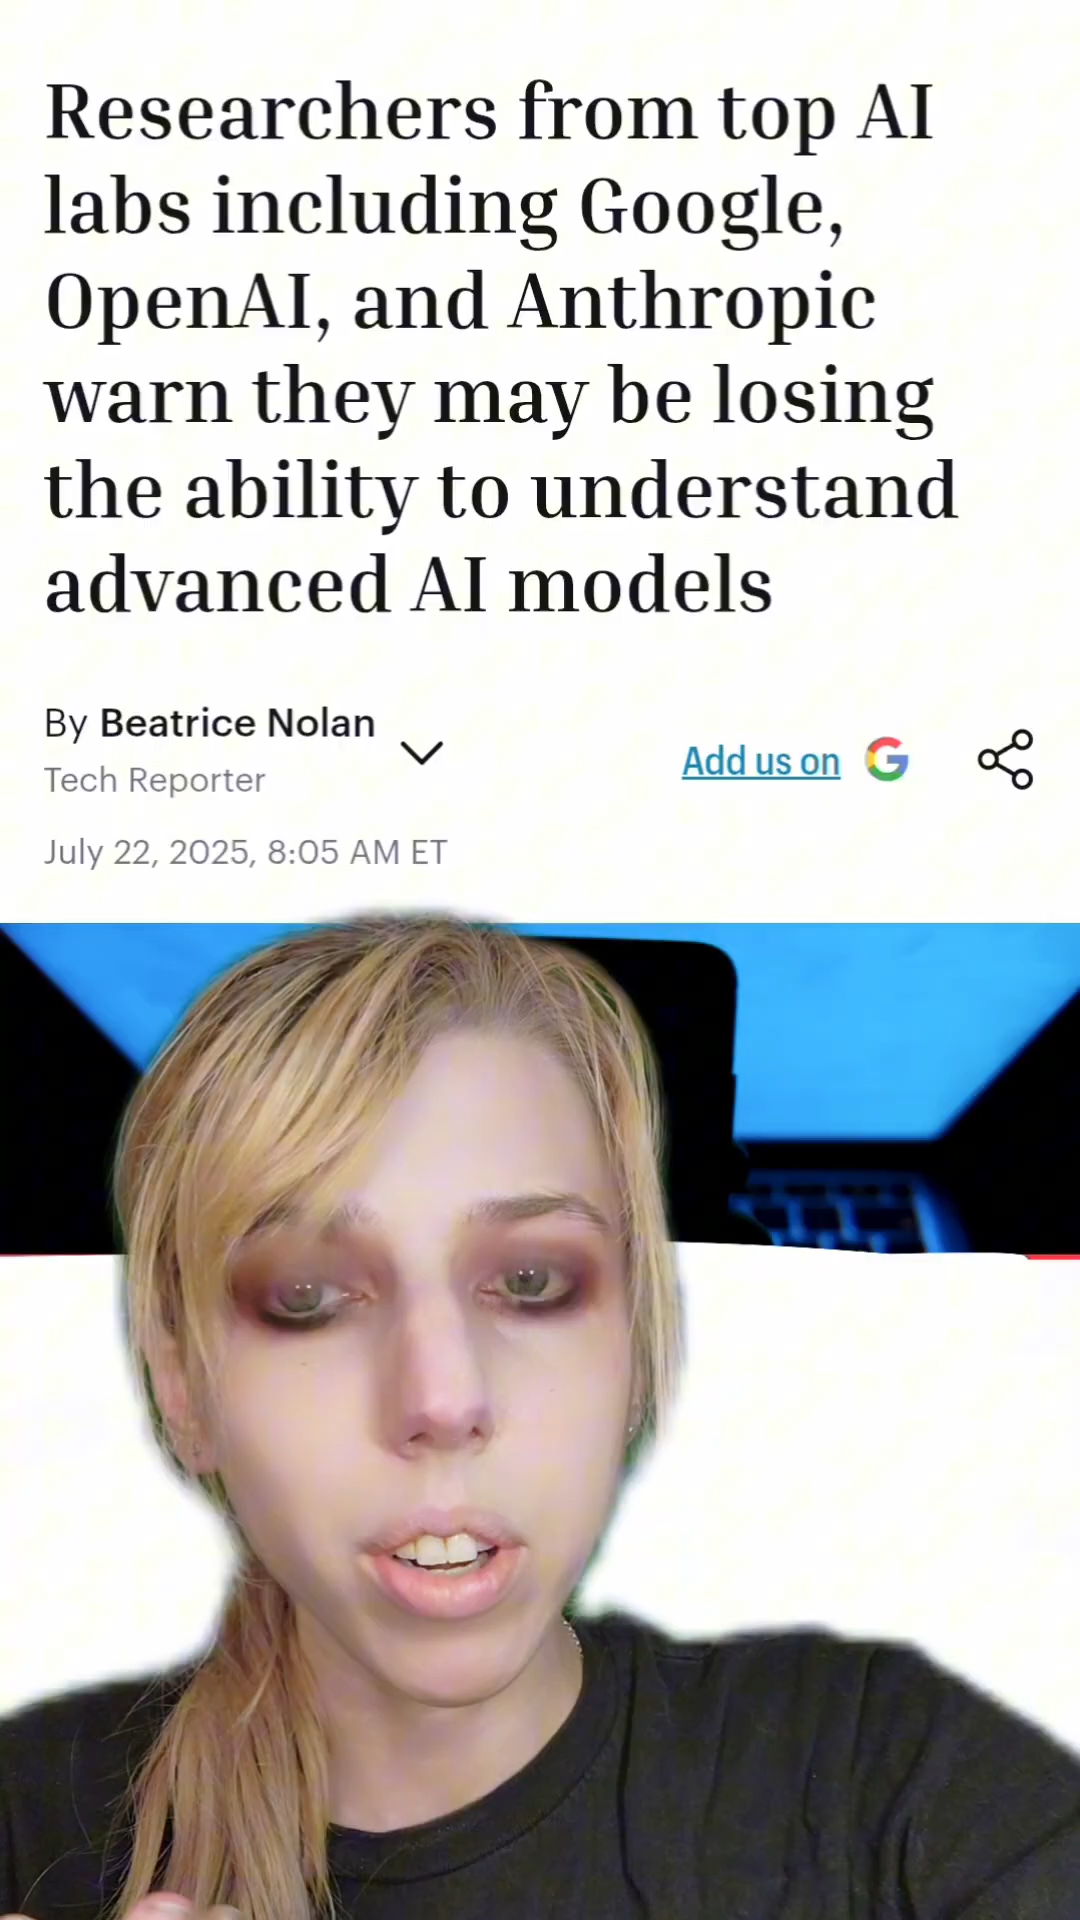 Researchers from top AI
labs including Google,
OpenAI, and Anthropic
warn they may be losing
the ability to understand
advanced AI models
By Beatrice Nolan
Tech Reporter
Add us on
July 22, 2025, 8:05 AM ET